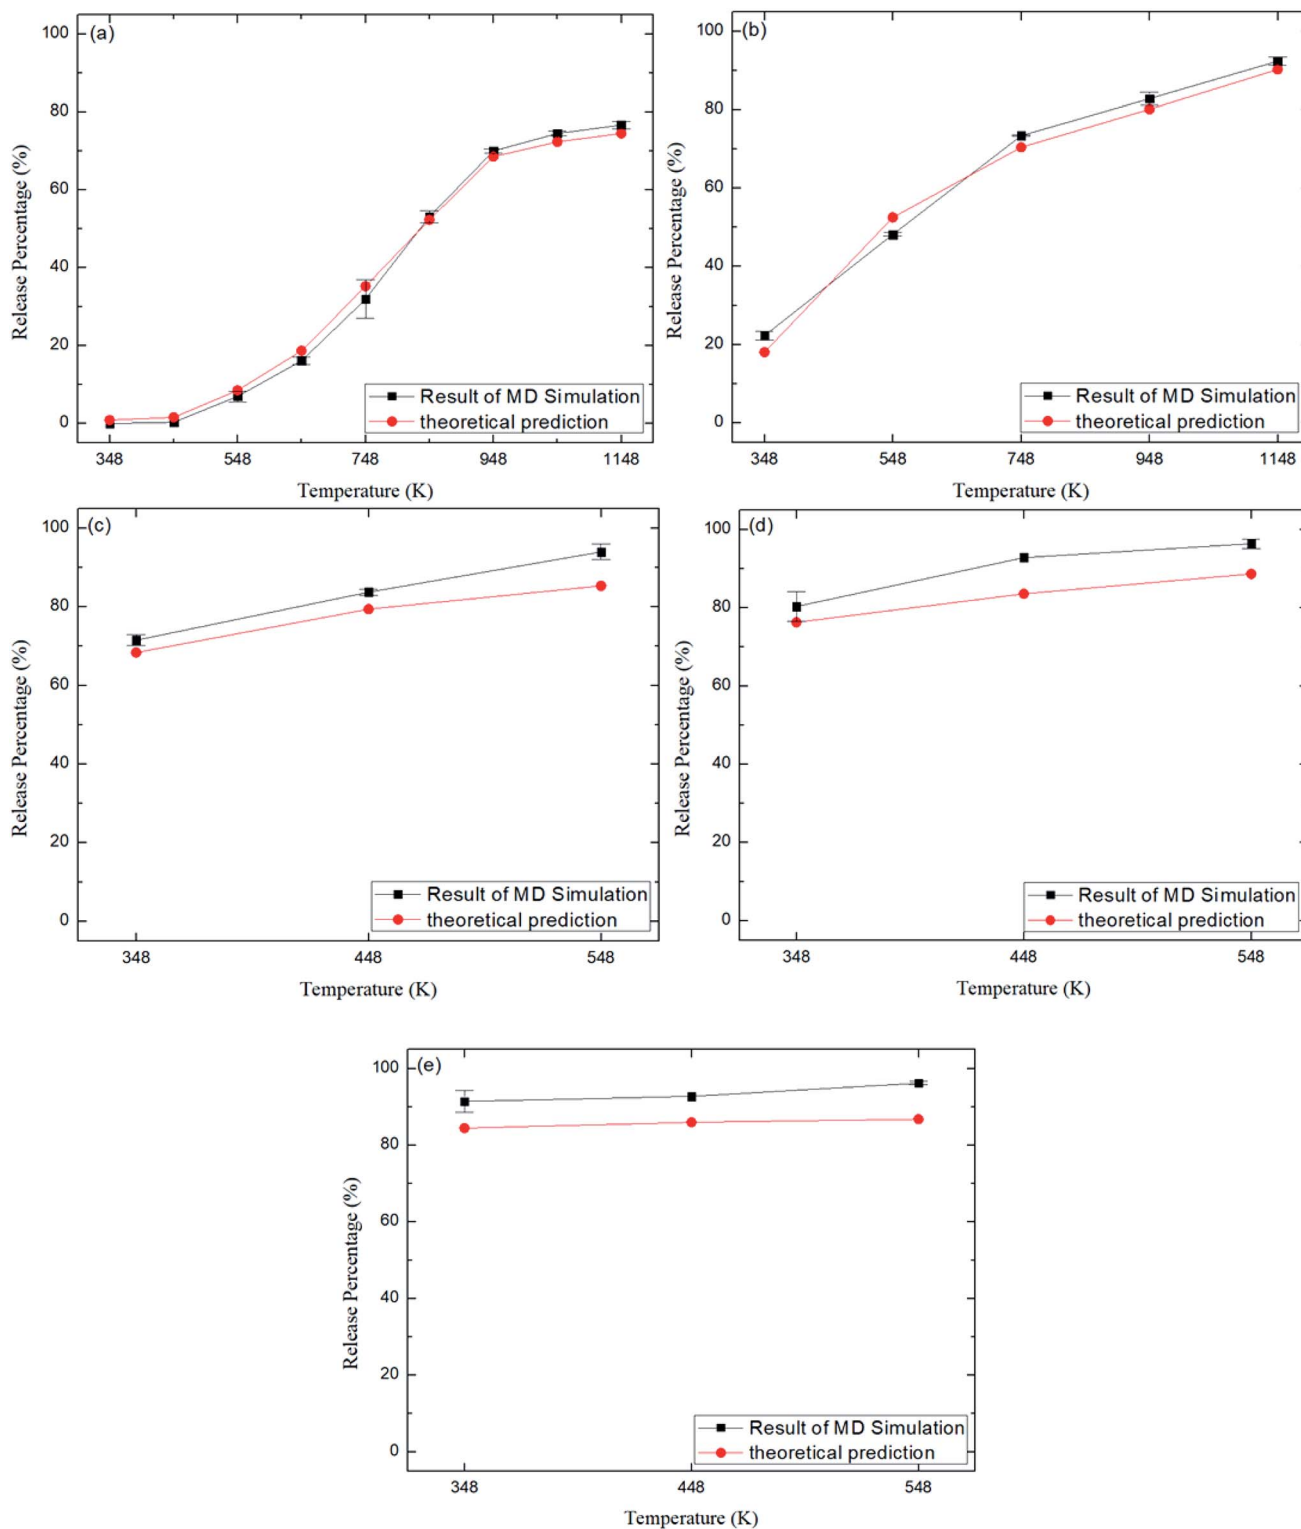 (a)
100
80
60
40
20
0
Release Percentage (%)
Result of MD Simulation
theoretical prediction
348 548 748 948 1148
Temperature (K)
(b)
100
80
60
40
20
0
Release Percentage (%)
Result of MD Simulation
theoretical prediction
348 548 748 948 1148
Temperature (K)
(c)
100
80
60
40
20
0
Release Percentage (%)
Result of MD Simulation
theoretical prediction
348 448 548
Temperature (K)
(d)
100
80
60
40
20
0
Release Percentage (%)
Result of MD Simulation
theoretical prediction
348 448 548
Temperature (K)
(e)
100
80
60
40
20
0
Release Percentage (%)
Result of MD Simulation
theoretical prediction
348 448 548
Temperature (K)